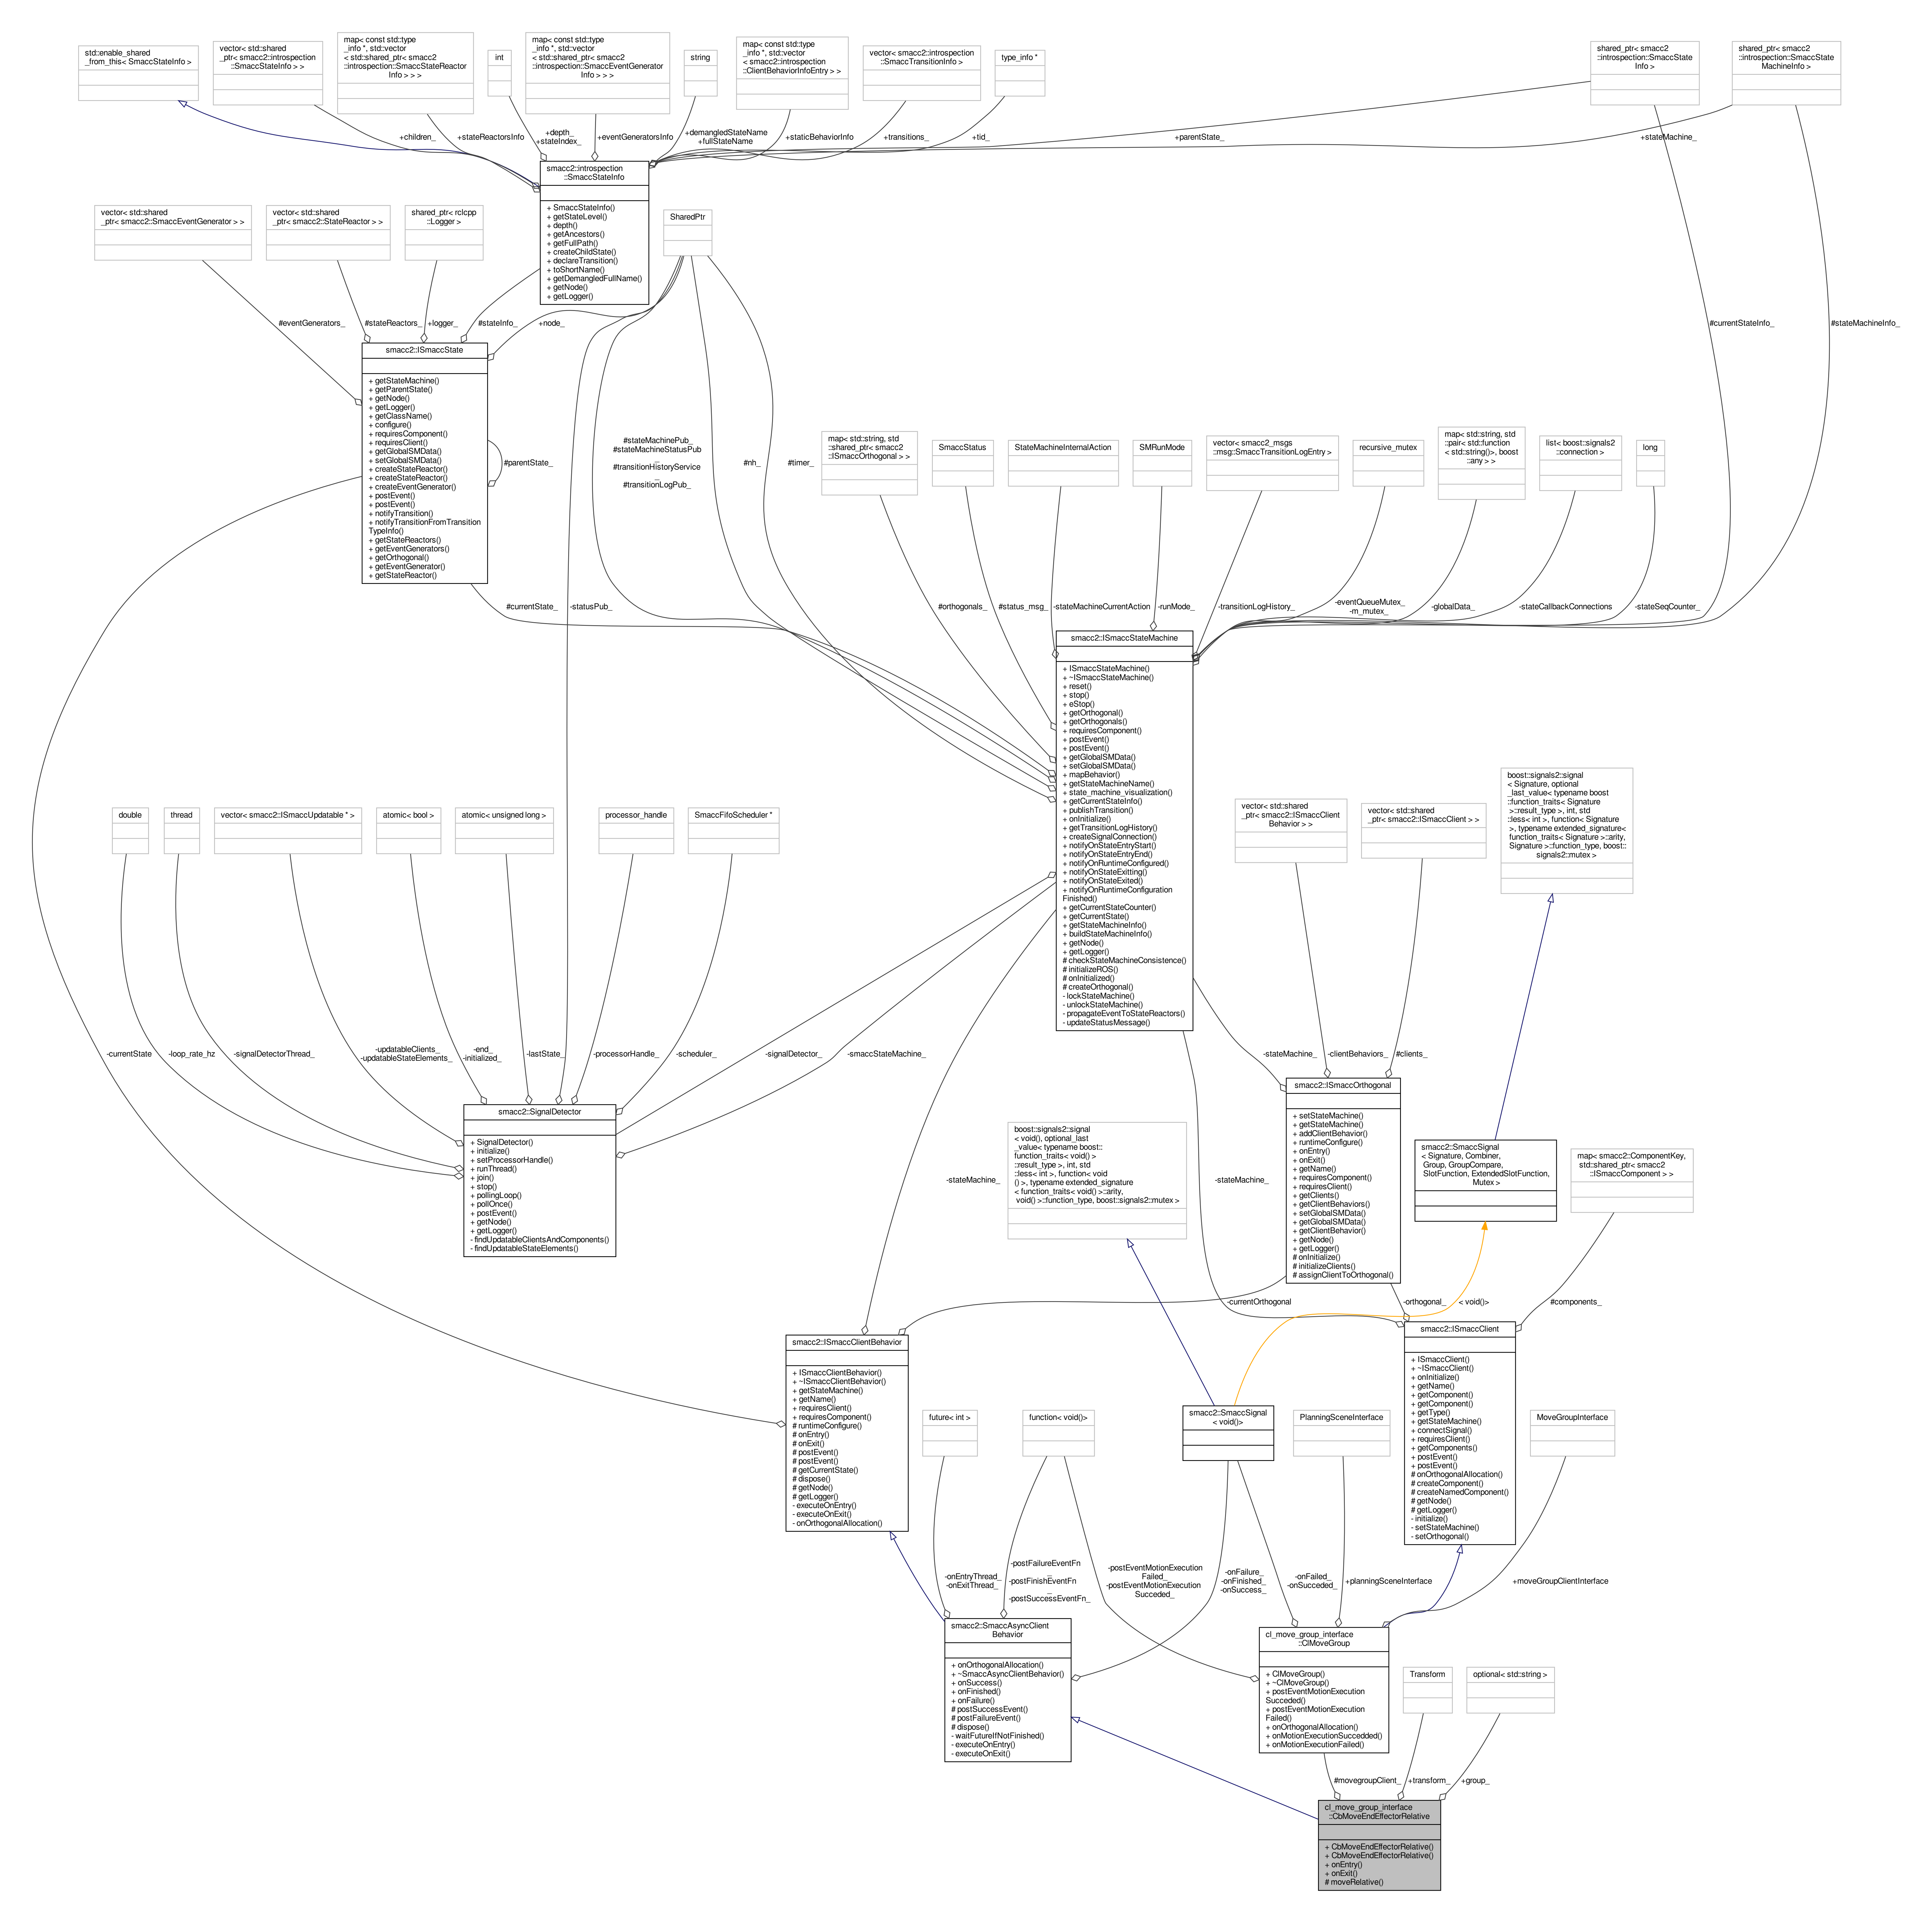 std::enable_shared
_from_this< SmaccStateInfo >
vector< std::shared
_ptr< smacc2::introspection
::SmaccStateInfo > >
map< const std::type
_info *, std::vector
< std::shared_ptr< smacc2
::introspection::SmaccStateReactor
Info > > >
int
map< const std::type
_info *, std::vector
< std::shared_ptr< smacc2
::introspection::SmaccEventGenerator
Info > > >
string
map< const std::type
_info *, std::vector
< smacc2::introspection
::ClientBehaviorInfoEntry > >
vector< smacc2::introspection
::SmaccTransitionInfo >
type_info *
shared_ptr< smacc2
::introspection::SmaccState
Info >
shared_ptr< smacc2
::introspection::SmaccState
MachineInfo >
+children_
+stateReactorsInfo
+depth_
+stateIndex_
+eventGeneratorsInfo
+demangledStateName
+fullStateName
+staticBehaviorInfo
+transitions_
+tid_
+parentState_
+stateMachine_
smacc2::introspection
::SmaccStateInfo
+ SmaccStateInfo()
+ getStateLevel()
+ depth()
+ getAncestors()
+ getFullPath()
+ createChildState()
+ declareTransition()
+ toShortName()
+ getDemangledFullName()
+ getNode()
+ getLogger()
vector< std::shared
_ptr< smacc2::SmaccEventGenerator > >
vector< std::shared
_ptr< smacc2::StateReactor > >
shared_ptr< rclcpp
::Logger >
SharedPtr
#eventGenerators_
#stateReactors_
+logger_
#stateInfo_
+node_
#currentStateInfo_
#stateMachineInfo_
smacc2::ISmaccState
+ getStateMachine()
+ getParentState()
+ getNode()
+ getLogger()
+ getClassName()
+ configure()
+ requiresComponent()
+ requiresClient()
+ getGlobalSMData()
+ setGlobalSMData()
+ createStateReactor()
+ createStateReactor()
+ createEventGenerator()
+ postEvent()
+ postEvent()
+ notifyTransition()
+ notifyTransitionFromTransition
TypeInfo()
+ getStateReactors()
+ getEventGenerators()
+ getOrthogonal()
+ getEventGenerator()
+ getStateReactor()
#parentState_
#stateMachinePub_
#stateMachineStatusPub
_
#transitionHistoryService
_
#transitionLogPub_
#nh_
#timer_
map< std::string, std
::shared_ptr< smacc2
::ISmaccOrthogonal > >
SmaccStatus
StateMachineInternalAction
SMRunMode
vector< smacc2_msgs
::msg::SmaccTransitionLogEntry >
recursive_mutex
map< std::string, std
::pair< std::function
< std::string()>, boost
::any > >
list< boost::signals2
::connection >
long
#currentState_
-statusPub_
#orthogonals_
#status_msg_
-stateMachineCurrentAction
-runMode_
-transitionLogHistory_
-eventQueueMutex_
-m_mutex_
-globalData_
-stateCallbackConnections
-stateSeqCounter_
smacc2::ISmaccStateMachine
+ ISmaccStateMachine()
+ ~ISmaccStateMachine()
+ reset()
+ stop()
+ eStop()
+ getOrthogonal()
+ getOrthogonals()
+ requiresComponent()
+ postEvent()
+ postEvent()
+ getGlobalSMData()
+ setGlobalSMData()
+ mapBehavior()
+ getStateMachineName()
+ state_machine_visualization()
+ getCurrentStateInfo()
+ publishTransition()
+ onInitialize()
+ getTransitionLogHistory()
+ createSignalConnection()
+ notifyOnStateEntryStart()
+ notifyOnStateEntryEnd()
+ notifyOnRuntimeConfigured()
+ notifyOnStateExitting()
+ notifyOnStateExited()
+ notifyOnRuntimeConfiguration
Finished()
+ getCurrentStateCounter()
+ getCurrentState()
+ getStateMachineInfo()
+ buildStateMachineInfo()
+ getNode()
+ getLogger()
# checkStateMachineConsistence()
# initializeROS()
# onInitialized()
# createOrthogonal()
- lockStateMachine()
- unlockStateMachine()
- propagateEventToStateReactors()
- updateStatusMessage()
double
thread
vector< smacc2::ISmaccUpdatable * >
atomic< bool >
atomic< unsigned long >
processor_handle
SmaccFifoScheduler *
vector< std::shared
_ptr< smacc2::ISmaccClient
Behavior > >
vector< std::shared
_ptr< smacc2::ISmaccClient > >
boost::signals2::signal
< Signature, optional
_last_value< typename boost
::function_traits< Signature
>::result_type >, int, std
::less< int >, function< Signature
>, typename extended_signature<
function_traits< Signature >::arity,
Signature >::function_type, boost::
signals2::mutex >
-currentState
-loop_rate_hz
-signalDetectorThread_
-updatableClients_
-updatableStateElements_
-end_
-initialized_
-lastState_
-processorHandle_
-scheduler_
-signalDetector_
-smaccStateMachine_
-stateMachine_
-clientBehaviors_
#clients_
smacc2::SignalDetector
+ SignalDetector()
+ initialize()
+ setProcessorHandle()
+ runThread()
+ join()
+ stop()
+ pollingLoop()
+ pollOnce()
+ postEvent()
+ getNode()
+ getLogger()
- findUpdatableClientsAndComponents()
- findUpdatableStateElements()
smacc2::ISmaccOrthogonal
+ setStateMachine()
+ getStateMachine()
+ addClientBehavior()
+ runtimeConfigure()
+ onEntry()
+ onExit()
+ getName()
+ requiresComponent()
+ requiresClient()
+ getClients()
+ getClientBehaviors()
+ setGlobalSMData()
+ getGlobalSMData()
+ getClientBehavior()
+ getNode()
+ getLogger()
# onInitialize()
# initializeClients()
# assignClientToOrthogonal()
boost::signals2::signal
< void(), optional_last
_value< typename boost::
function_traits< void() >
::result_type >, int, std
::less< int >, function< void
() >, typename extended_signature
< function_traits< void() >::arity,
void() >::function_type, boost::signals2::mutex >
smacc2::SmaccSignal
< Signature, Combiner,
Group, GroupCompare,
SlotFunction, ExtendedSlotFunction,
Mutex >
map< smacc2::ComponentKey,
std::shared_ptr< smacc2
::ISmaccComponent > >
-stateMachine_
-stateMachine_
-currentOrthogonal
-orthogonal_
< void()>
#components_
smacc2::ISmaccClientBehavior
+ ISmaccClientBehavior()
+ ~ISmaccClientBehavior()
+ getStateMachine()
+ getName()
+ requiresClient()
+ requiresComponent()
# runtimeConfigure()
# onEntry()
# onExit()
# postEvent()
# postEvent()
# getCurrentState()
# dispose()
# getNode()
# getLogger()
- executeOnEntry()
- executeOnExit()
- onOrthogonalAllocation()
smacc2::ISmaccClient
+ ISmaccClient()
+ ~ISmaccClient()
+ onInitialize()
+ getName()
+ getComponent()
+ getComponent()
+ getType()
+ getStateMachine()
+ connectSignal()
+ requiresClient()
+ getComponents()
+ postEvent()
+ postEvent()
# onOrthogonalAllocation()
# createComponent()
# createNamedComponent()
# getNode()
# getLogger()
- initialize()
- setStateMachine()
- setOrthogonal()
future< int >
function< void()>
smacc2::SmaccSignal
< void()>
PlanningSceneInterface
MoveGroupInterface
-onEntryThread_
-onExitThread_
-postFailureEventFn
_
-postFinishEventFn
_
-postSuccessEventFn_
-postEventMotionExecution
Failed_
-postEventMotionExecution
Succeded_
-onFailure_
-onFinished_
-onSuccess_
-onFailed_
-onSucceded_
+planningSceneInterface
+moveGroupClientInterface
smacc2::SmaccAsyncClient
Behavior
+ onOrthogonalAllocation()
+ ~SmaccAsyncClientBehavior()
+ onSuccess()
+ onFinished()
+ onFailure()
# postSuccessEvent()
# postFailureEvent()
# dispose()
- waitFutureIfNotFinished()
- executeOnEntry()
- executeOnExit()
cl_move_group_interface
::ClMoveGroup
+ ClMoveGroup()
+ ~ClMoveGroup()
+ postEventMotionExecution
Succeded()
+ postEventMotionExecution
Failed()
+ onOrthogonalAllocation()
+ onMotionExecutionSuccedded()
+ onMotionExecutionFailed()
Transform
optional< std::string >
#movegroupClient_
+transform_
+group_
cl_move_group_interface
::CbMoveEndEffectorRelative
+ CbMoveEndEffectorRelative()
+ CbMoveEndEffectorRelative()
+ onEntry()
+ onExit()
# moveRelative()